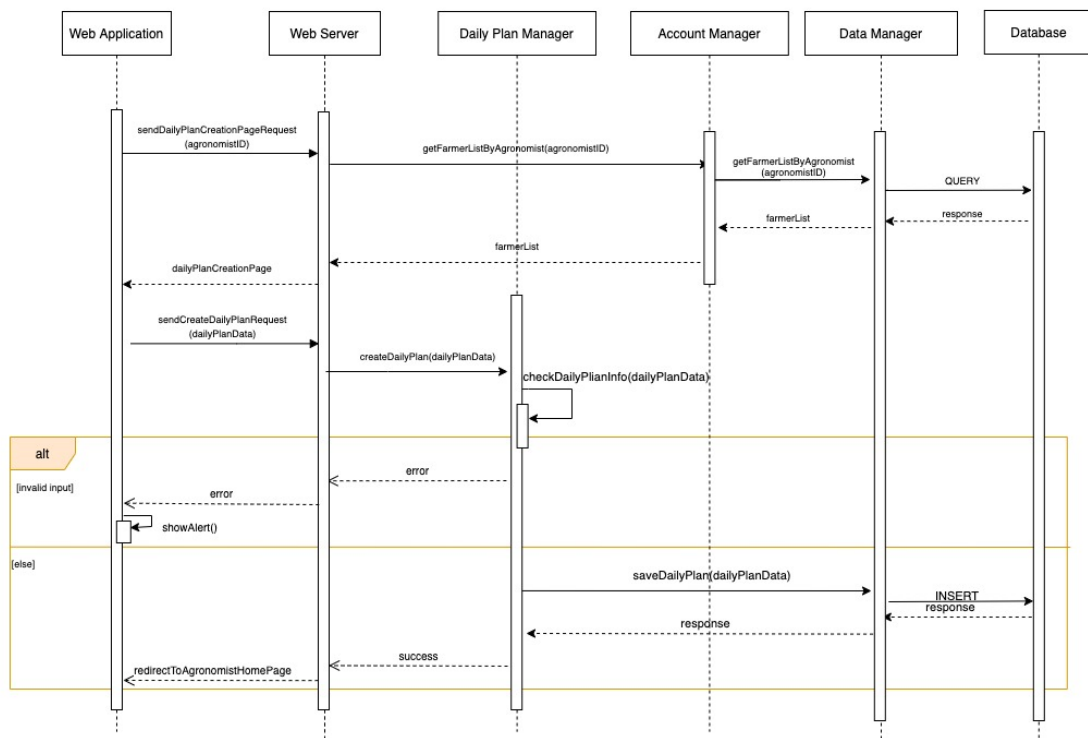 Web Application
Web Server
Daily Plan Manager
Account Manager
Data Manager
Database
sendDailyPlanCreationPageRequest
(agronomistID)
getFarmerListByAgronomist(agronomistID)
getFarmerListByAgronomist
(agronomistID)
QUERY
response
farmerList
farmerList
dailyPlanCreationPage
sendCreateDailyPlanRequest
(dailyPlanData)
createDailyPlan(dailyPlanData)
checkDailyPlianInfo(dailyPlanData)
alt
[invalid input]
error
error
showAlert()
[else]
saveDailyPlan(dailyPlanData)
INSERT
response
response
success
redirectToAgronomistHomePage